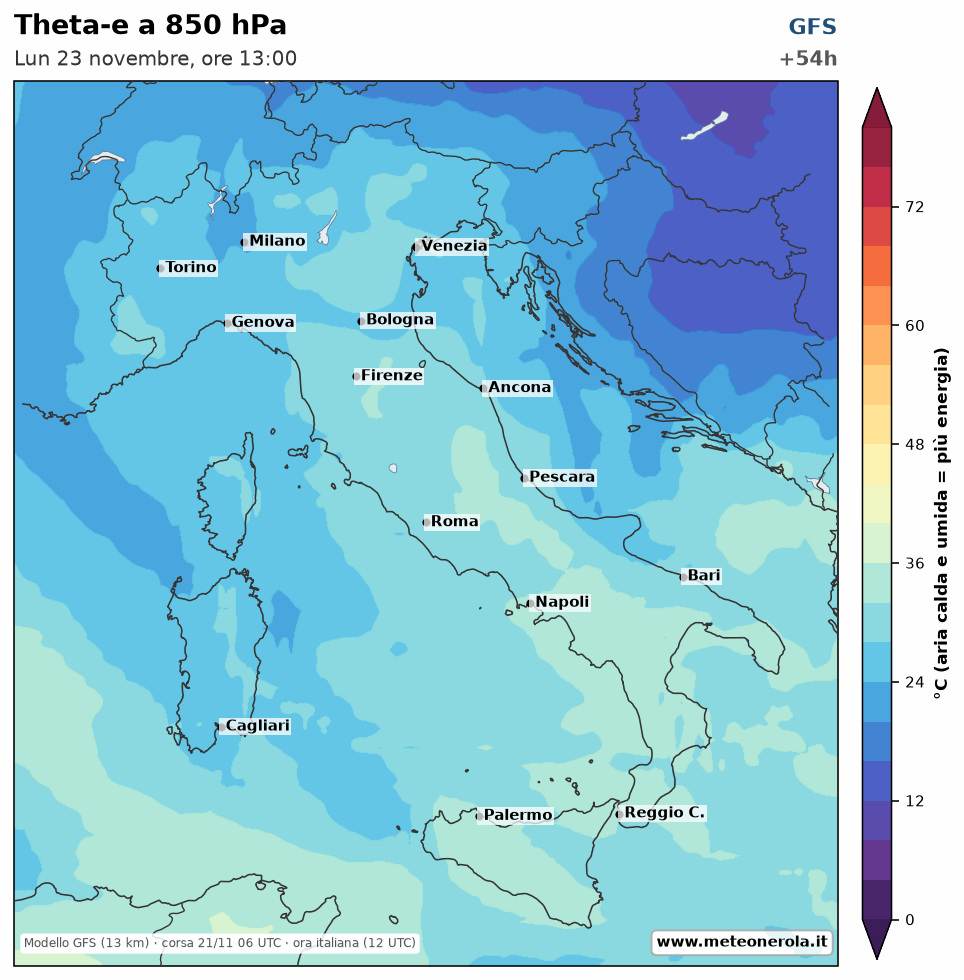 Theta-e a 850 hPa
GFS
Lun 23 novembre, ore 13:00
+54h
Milano
Venezia
Torino
Genova
Bologna
Firenze
Ancona
Pescara
Roma
Bari
Napoli
Cagliari
Palermo
Reggio C.
72
60
48
36
24
12
0
°C (aria calda e umida = più energia)
Modello GFS (13 km) · corsa 21/11 06 UTC · ora italiana (12 UTC)
www.meteonerola.it